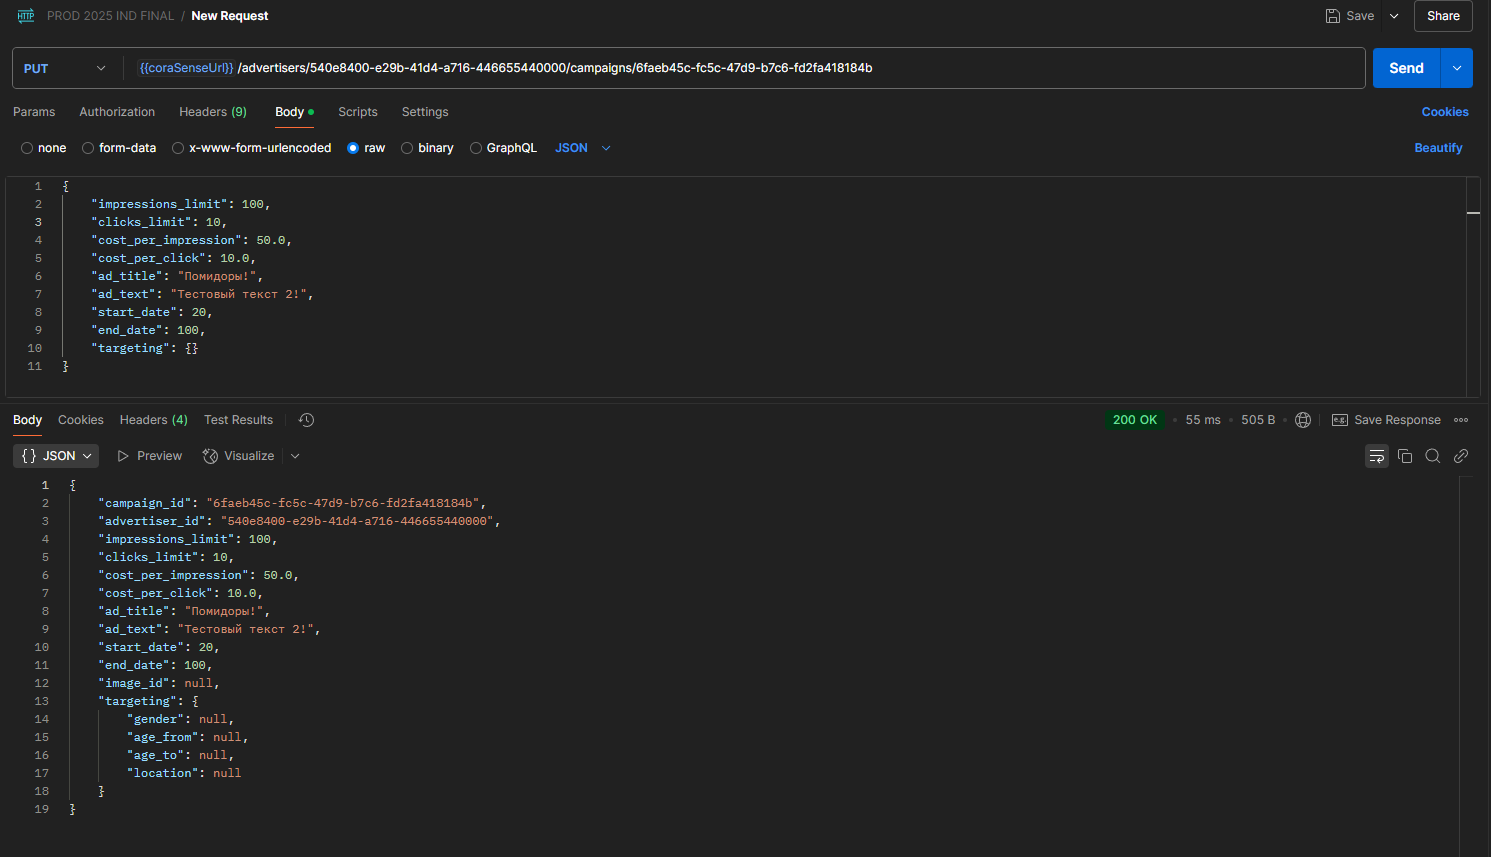 HTTP PROD 2025 IND FINAL / New Request Save Share
PUT {{coraSenseUrl}} /advertisers/540e8400-e29b-41d4-a716-446655440000/campaigns/6faeb45c-fc5c-47d9-b7c6-fd2fa418184b Send
Params Authorization Headers (9) Body Scripts Settings Cookies
none form-data x-www-form-urlencoded raw binary GraphQL JSON Beautify
1 {
2 "impressions_limit": 100,
3 "clicks_limit": 10,
4 "cost_per_impression": 50.0,
5 "cost_per_click": 10.0,
6 "ad_title": "Помидоры!",
7 "ad_text": "Тестовый текст 2!",
8 "start_date": 20,
9 "end_date": 100,
10 "targeting": {}
11 }
Body Cookies Headers (4) Test Results 200 OK 55 ms 505 B e.g. Save Response
{} JSON Preview Visualize
1 {
2 "campaign_id": "6faeb45c-fc5c-47d9-b7c6-fd2fa418184b",
3 "advertiser_id": "540e8400-e29b-41d4-a716-446655440000",
4 "impressions_limit": 100,
5 "clicks_limit": 10,
6 "cost_per_impression": 50.0,
7 "cost_per_click": 10.0,
8 "ad_title": "Помидоры!",
9 "ad_text": "Тестовый текст 2!",
10 "start_date": 20,
11 "end_date": 100,
12 "image_id": null,
13 "targeting": {
14 "gender": null,
15 "age_from": null,
16 "age_to": null,
17 "location": null
18 }
19 }